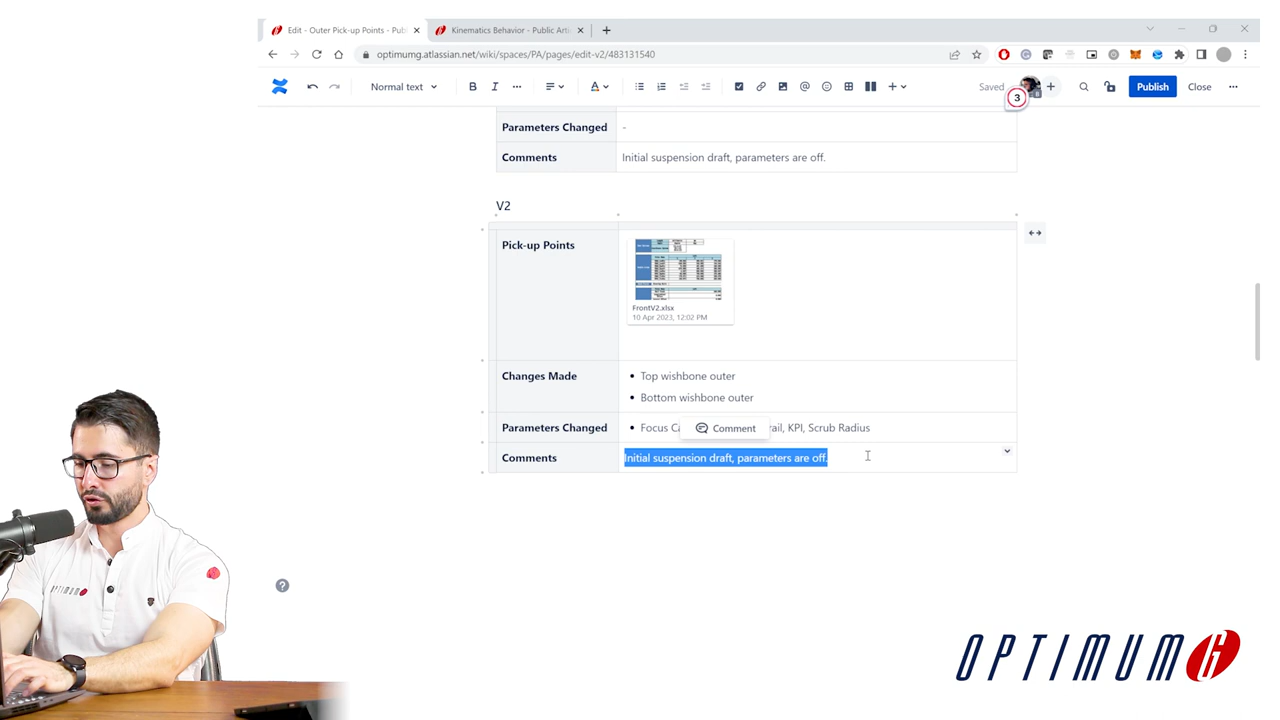 Edit - Outer Pick-up Points - Pub
Kinematics Behavior - Public Arti
optimumg.atlassian.net/wiki/spaces/PA/pages/edit-v2/483131540
Normal text
Saved
3
Publish
Close
Parameters Changed
-
Comments
Initial suspension draft, parameters are off.
V2
Pick-up Points
FrontV2.xlsx
10 Apr 2023, 12:02 PM
Changes Made
• Top wishbone outer
• Bottom wishbone outer
Parameters Changed
• Focus Ca
Comment
rail, KPI, Scrub Radius
Comments
Initial suspension draft, parameters are off.
OPTIMUM G